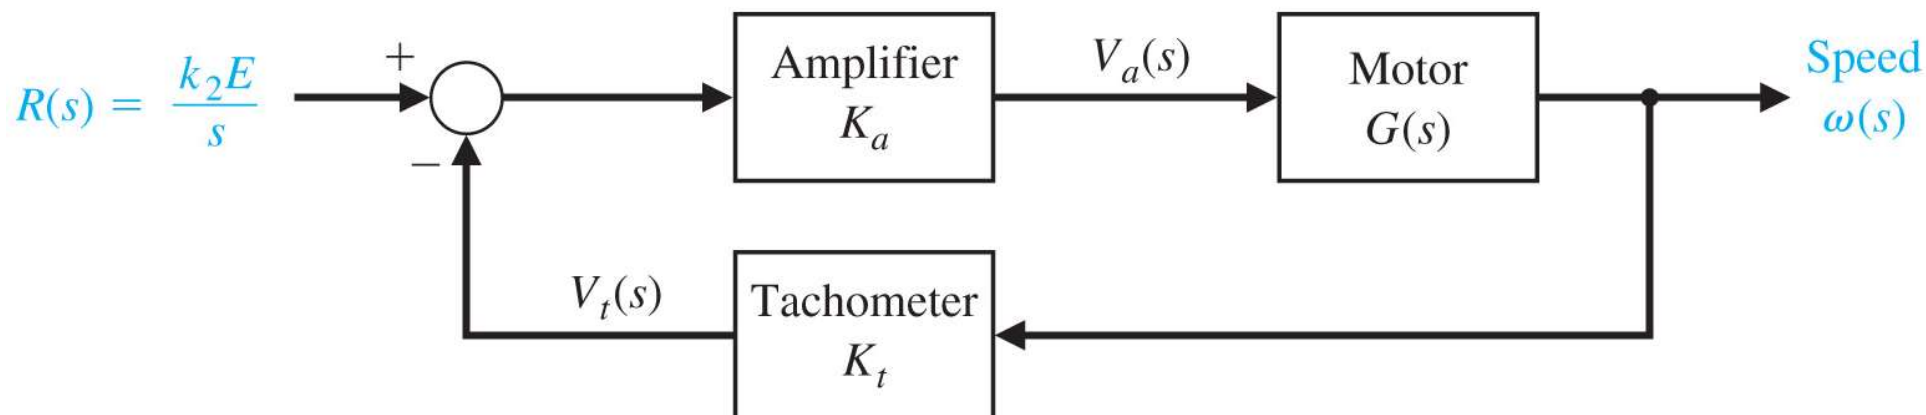 R(s) = k₂E / s
+
−
Amplifier
Kₐ
Vₐ(s)
Motor
G(s)
Speed
ω(s)
Vₜ(s)
Tachometer
Kₜ